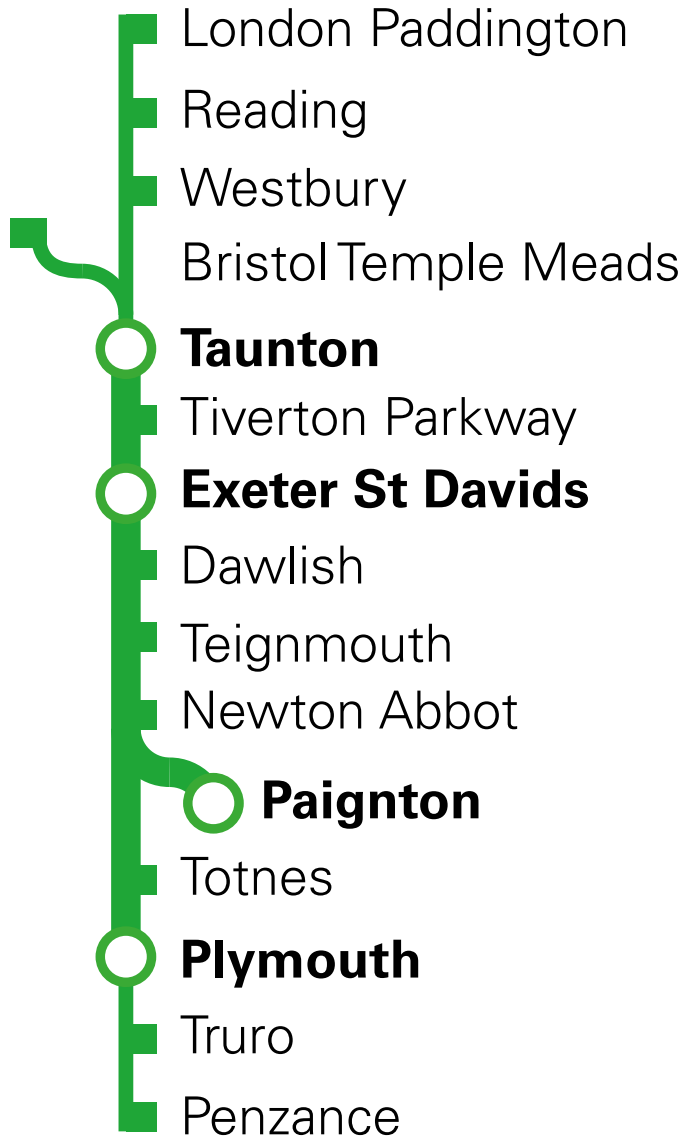 London Paddington
Reading
Westbury
Bristol Temple Meads
Taunton
Tiverton Parkway
Exeter St Davids
Dawlish
Teignmouth
Newton Abbot
Paignton
Totnes
Plymouth
Truro
Penzance